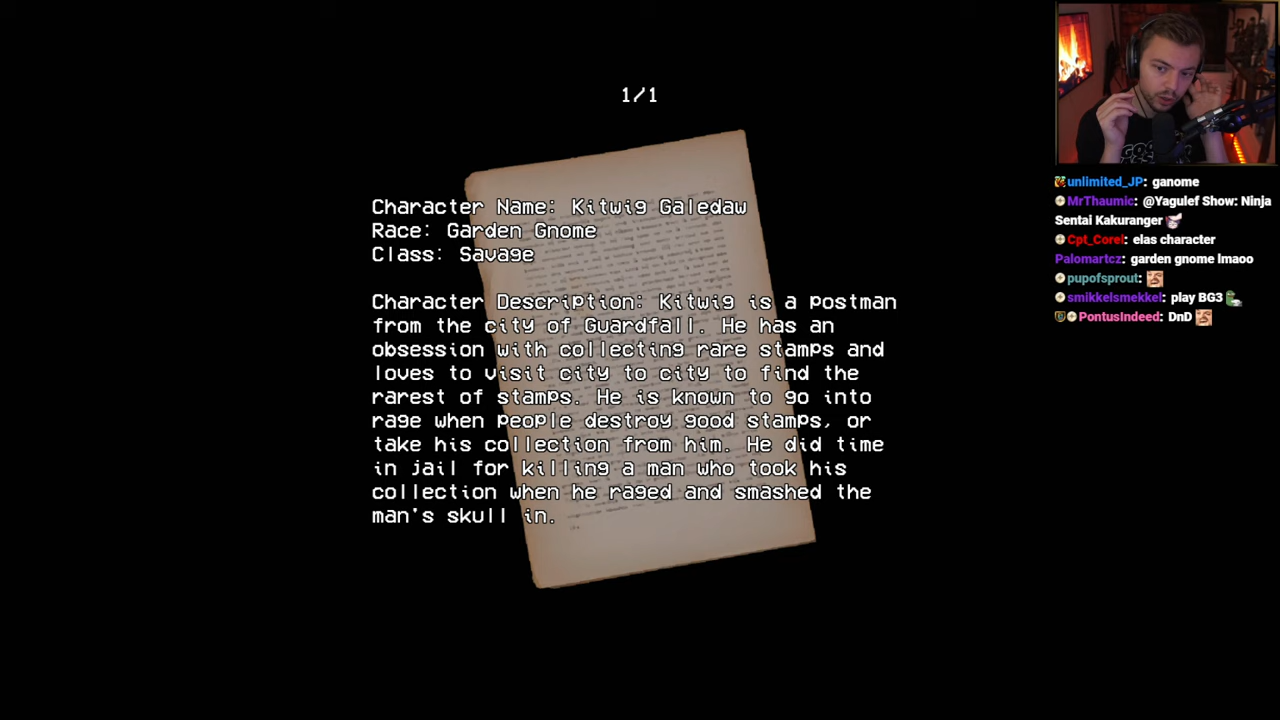 1/1
Character Name: Kitwig Galedaw
Race: Garden Gnome
Class: Savage
Character Description: Kitwig is a postman
from the city of Guardfall. He has an
obsession with collecting rare stamps and
loves to visit city to city to find the
rarest of stamps. He is known to go into
rage when people destroy good stamps, or
take his collection from him. He did time
in jail for killing a man who took his
collection when he raged and smashed the
man's skull in.
unlimited_JP: ganome
MrThaumic: @Yagulef Show: Ninja
Sentai Kakuranger
Cpt_Corel: elas character
Palomartcz: garden gnome lmaoo
pupofsprout:
smikkelsmekkel: play BG3
PontusIndeed: DnD